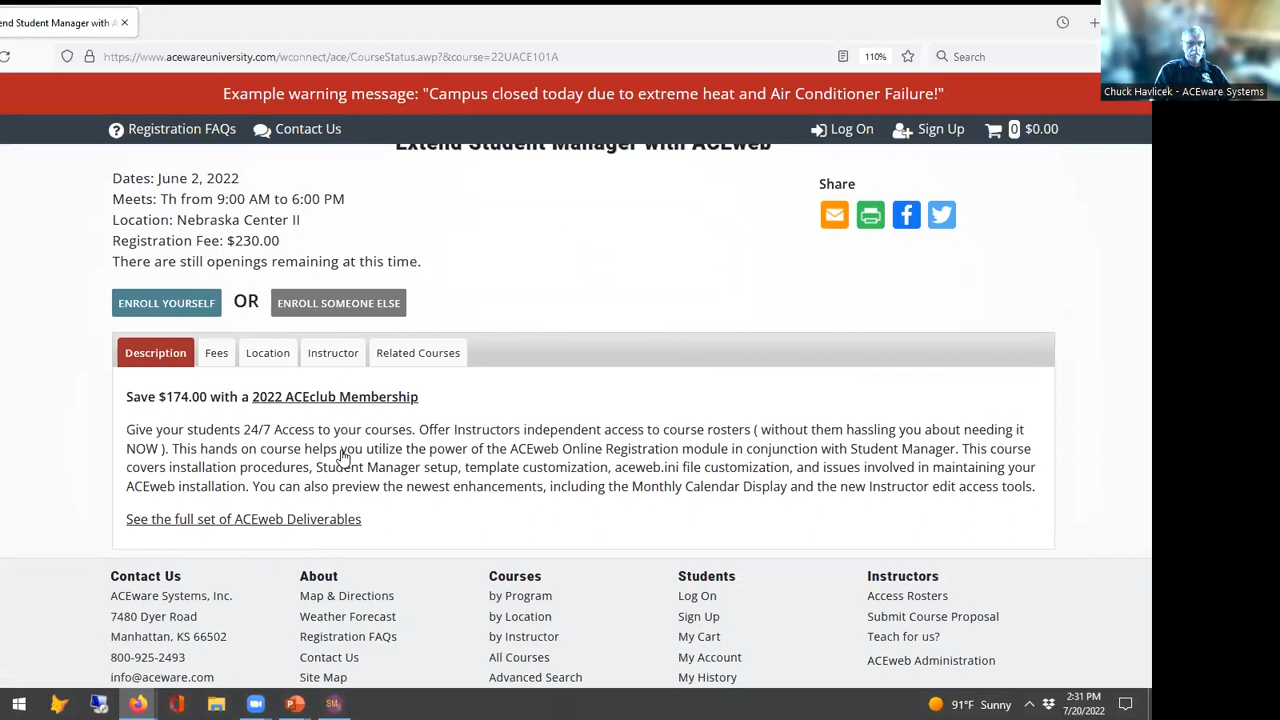 end Student Manager with A
https://www.acewareuniversity.com/wconnect/ace/CourseStatus.awp?&course=22UACE101A
110%
Search
Chuck Havlicek - ACEware Systems
Example warning message: "Campus closed today due to extreme heat and Air Conditioner Failure!"
Registration FAQs Contact Us Log On Sign Up 0 $0.00
Extend Student Manager with ACEweb
Dates: June 2, 2022
Meets: Th from 9:00 AM to 6:00 PM
Location: Nebraska Center II
Registration Fee: $230.00
There are still openings remaining at this time.
Share
ENROLL YOURSELF OR ENROLL SOMEONE ELSE
Description Fees Location Instructor Related Courses
Save $174.00 with a 2022 ACEclub Membership
Give your students 24/7 Access to your courses. Offer Instructors independent access to course rosters ( without them hassling you about needing it
NOW ). This hands on course helps you utilize the power of the ACEweb Online Registration module in conjunction with Student Manager. This course
covers installation procedures, Student Manager setup, template customization, aceweb.ini file customization, and issues involved in maintaining your
ACEweb installation. You can also preview the newest enhancements, including the Monthly Calendar Display and the new Instructor edit access tools.
See the full set of ACEweb Deliverables
Contact Us
ACEware Systems, Inc.
7480 Dyer Road
Manhattan, KS 66502
800-925-2493
info@aceware.com
About
Map & Directions
Weather Forecast
Registration FAQs
Contact Us
Site Map
Courses
by Program
by Location
by Instructor
All Courses
Advanced Search
Students
Log On
Sign Up
My Cart
My Account
My History
Instructors
Access Rosters
Submit Course Proposal
Teach for us?
ACEweb Administration
91°F Sunny
2:31 PM
7/20/2022